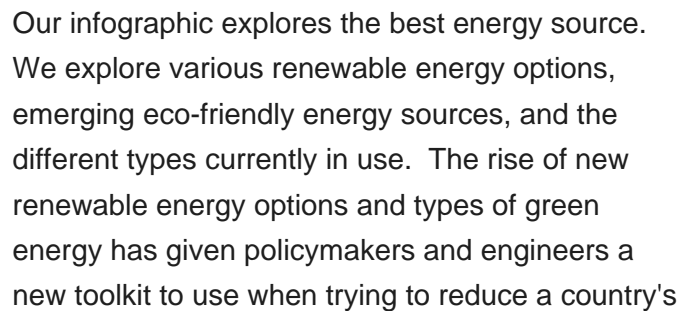 Our infographic explores the best energy source.
We explore various renewable energy options,
emerging eco-friendly energy sources, and the
different types currently in use.  The rise of new
renewable energy options and types of green
energy has given policymakers and engineers a
new toolkit to use when trying to reduce a country's